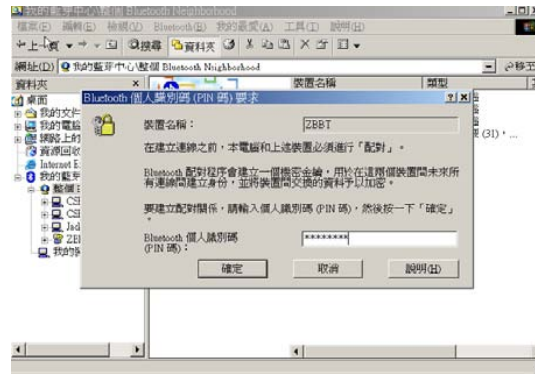 我的藍芽中心\整個 Bluetooth Neighborhood
檔案(F) 編輯(E) 檢視(V) Bluetooth(B) 我的最愛(A) 工具(T) 說明(H)
上一頁 搜尋 資料夾
網址(D) 我的藍芽中心\整個 Bluetooth Neighborhood 移至
資料夾 裝置名稱 類型
桌面
我的文件
我的電腦
網路上的
資源回收
Internet E
我的藍芽
整個
Jad
(31),...
Bluetooth 個人識別碼 (PIN 碼) 要求
裝置名稱： ZBBT
在建立連線之前，本電腦和上述裝置必須進行「配對」。
Bluetooth 配對程序會建立一個機密金鑰，用於在這兩個裝置間未來所
有連線間建立身份，並將裝置間交換的資料予以加密。
要建立配對關係，請輸入個人識別碼 (PIN 碼)，然後按一下「確定」
。
Bluetooth 個人識別碼
(PIN 碼)： ********
確定 取消 說明(H)